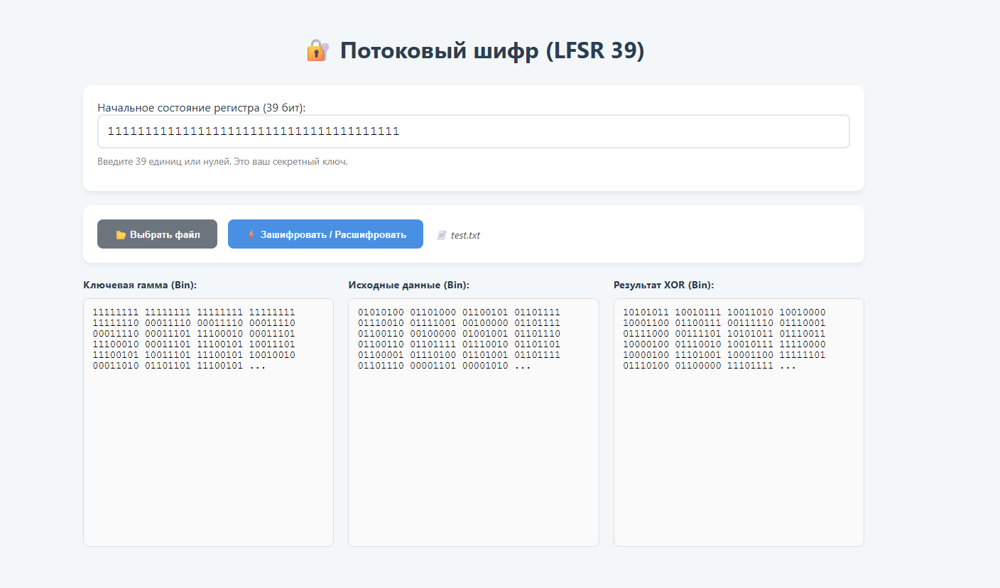 Потоковый шифр (LFSR 39)
Начальное состояние регистра (39 бит):
111111111111111111111111111111111111111
Введите 39 единиц или нулей. Это ваш секретный ключ.
Выбрать файл
Зашифровать / Расшифровать
test.txt
Ключевая гамма (Bin):
11111111 11111111 11111111 11111111
11111110 00011110 00011110 00011110
00011110 00011101 11100010 00011101
11100010 00011101 11100101 10011101
11100101 10011101 11100101 10010010
00011010 01101101 11100101 ...
Исходные данные (Bin):
01010100 01101000 01100101 01101111
01110010 01111001 00100000 01101111
01100110 00100000 01001001 01101110
01100110 01101111 01110010 01101101
01100001 01110100 01101001 01101111
01101110 00001101 00001010 ...
Результат XOR (Bin):
10101011 10010111 10011010 10010000
10001100 01100111 00111110 01110001
01111000 00111101 10101011 01110011
10000100 01110010 10010111 11110000
10000100 11101001 10001100 11111101
01110100 01100000 11101111 ...